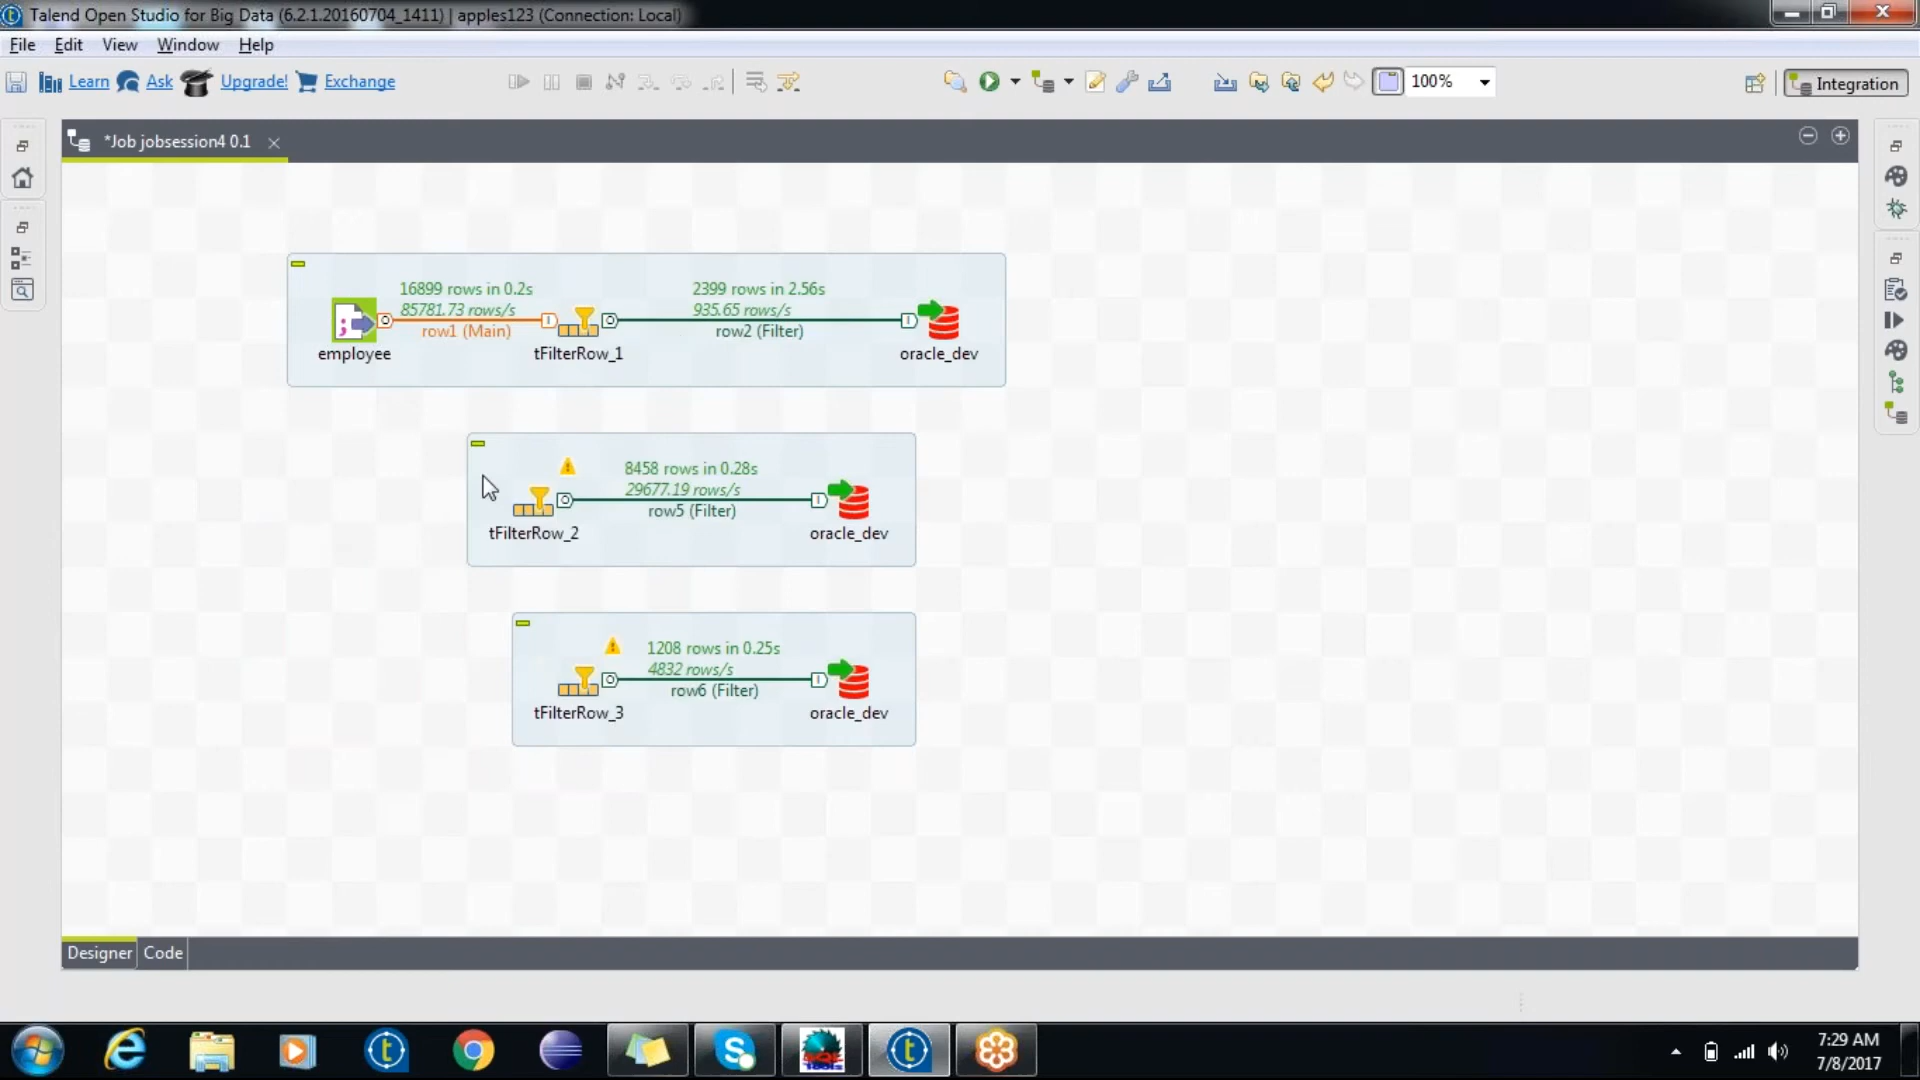 Talend Open Studio for Big Data (6.2.1.20160704_1411) | apples123 (Connection: Local)
File Edit View Window Help
Learn Ask Upgrade! Exchange 100% Integration
*Job jobsession4 0.1
16899 rows in 0.2s
85781.73 rows/s
row1 (Main)
2399 rows in 2.56s
935.65 rows/s
row2 (Filter)
employee
tFilterRow_1
oracle_dev
8458 rows in 0.28s
29677.19 rows/s
row5 (Filter)
tFilterRow_2
oracle_dev
1208 rows in 0.25s
4832 rows/s
row6 (Filter)
tFilterRow_3
oracle_dev
Designer Code
7:29 AM
7/8/2017